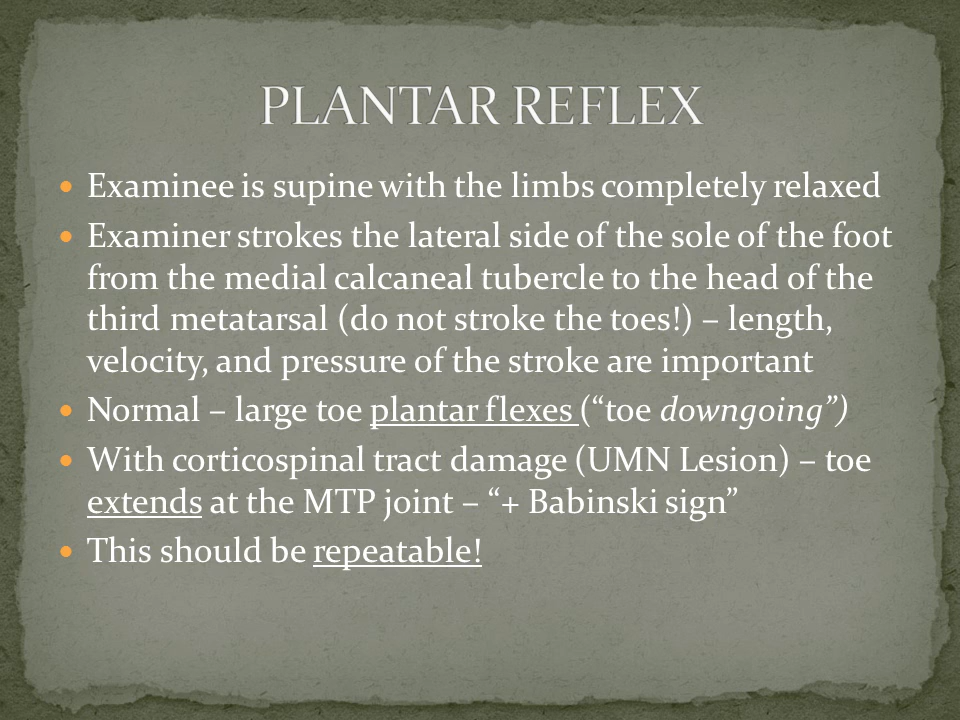 PLANTAR REFLEX
• Examinee is supine with the limbs completely relaxed
• Examiner strokes the lateral side of the sole of the foot
from the medial calcaneal tubercle to the head of the
third metatarsal (do not stroke the toes!) – length,
velocity, and pressure of the stroke are important
• Normal – large toe plantar flexes (“toe downgoing”)
• With corticospinal tract damage (UMN Lesion) – toe
extends at the MTP joint – “+ Babinski sign”
• This should be repeatable!